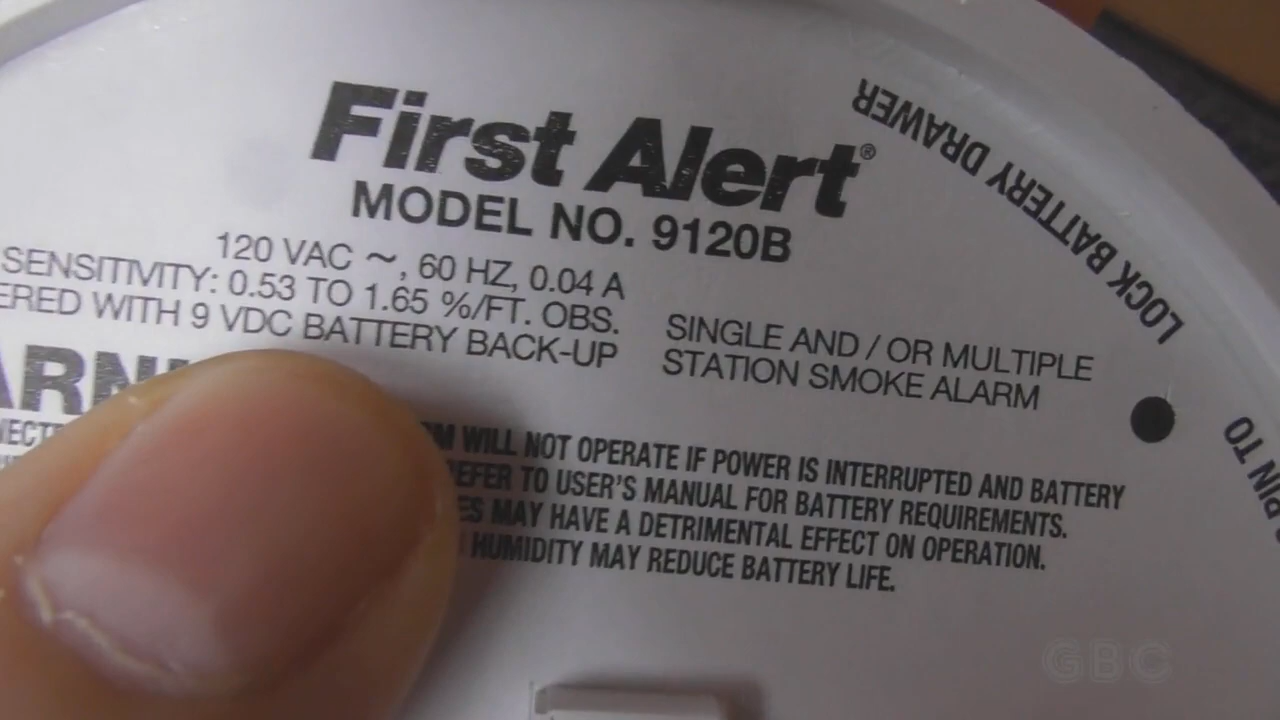 First Alert®
MODEL NO. 9120B
120 VAC ~, 60 HZ, 0.04 A
SENSITIVITY: 0.53 TO 1.65 %/FT. OBS.
ERED WITH 9 VDC BATTERY BACK-UP
SINGLE AND / OR MULTIPLE
STATION SMOKE ALARM
LOCK BATTERY DRAWER
PIN TO
ARNI
NECT
M WILL NOT OPERATE IF POWER IS INTERRUPTED AND BATTERY
EFER TO USER'S MANUAL FOR BATTERY REQUIREMENTS.
ES MAY HAVE A DETRIMENTAL EFFECT ON OPERATION.
HUMIDITY MAY REDUCE BATTERY LIFE.
GBC